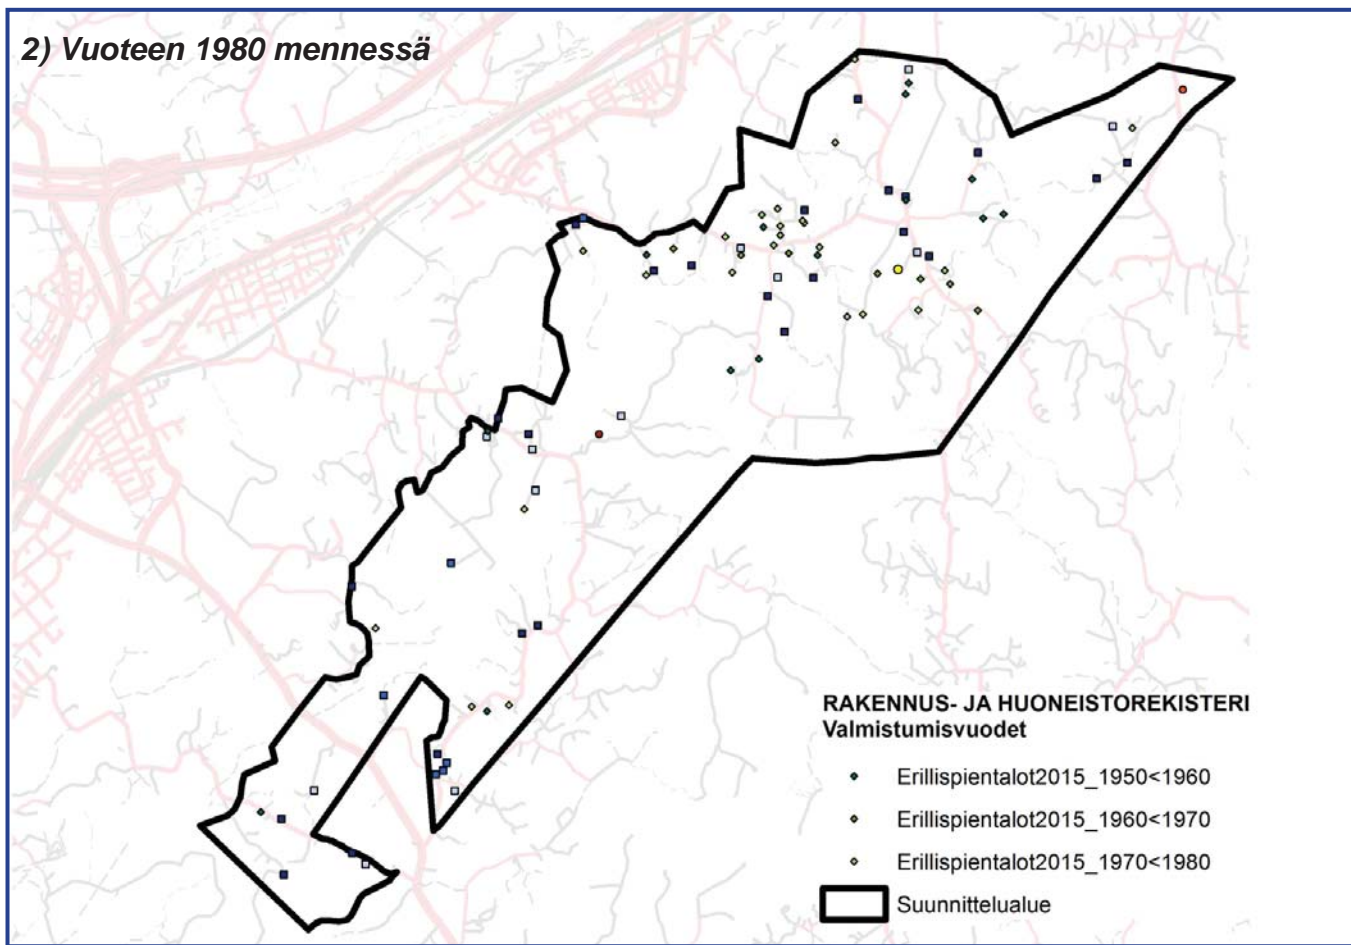 2) Vuoteen 1980 mennessä
RAKENNUS- JA HUONEISTOREKISTERI
Valmistumisvuodet
Erillispientalot2015_1950<1960
Erillispientalot2015_1960<1970
Erillispientalot2015_1970<1980
Suunnittelualue